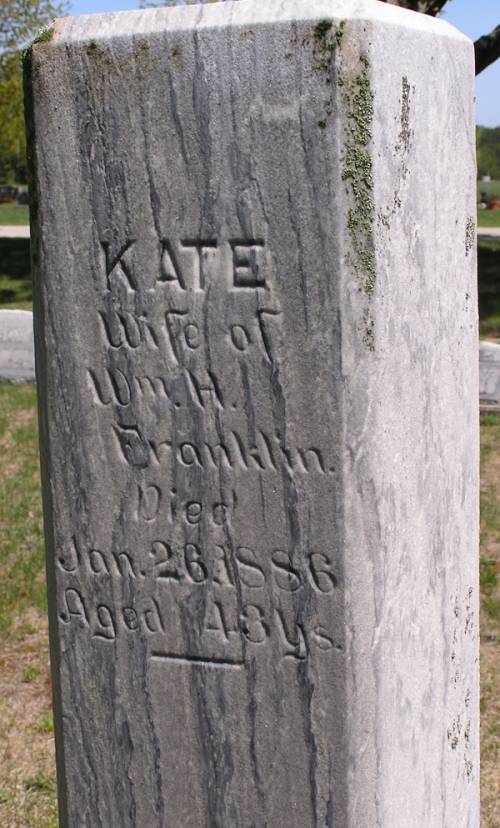 KATE
Wife of
Wm. H.
Franklin.
Died
Jan. 26, 1886
Aged 43 Ys.